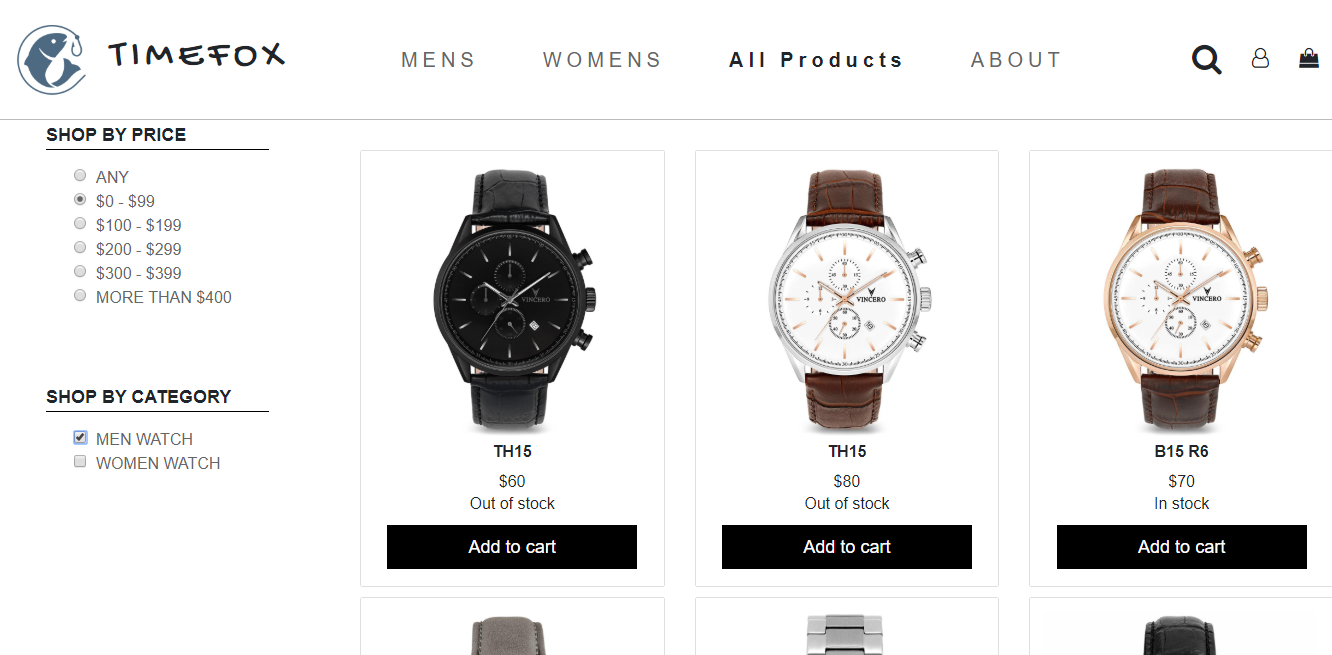 TIMEFOX
MENS
WOMENS
All Products
ABOUT
SHOP BY PRICE
ANY
$0 - $99
$100 - $199
$200 - $299
$300 - $399
MORE THAN $400
SHOP BY CATEGORY
MEN WATCH
WOMEN WATCH
VINCERO
TH15
$60
Out of stock
Add to cart
VINCERO
TH15
$80
Out of stock
Add to cart
VINCERO
B15 R6
$70
In stock
Add to cart